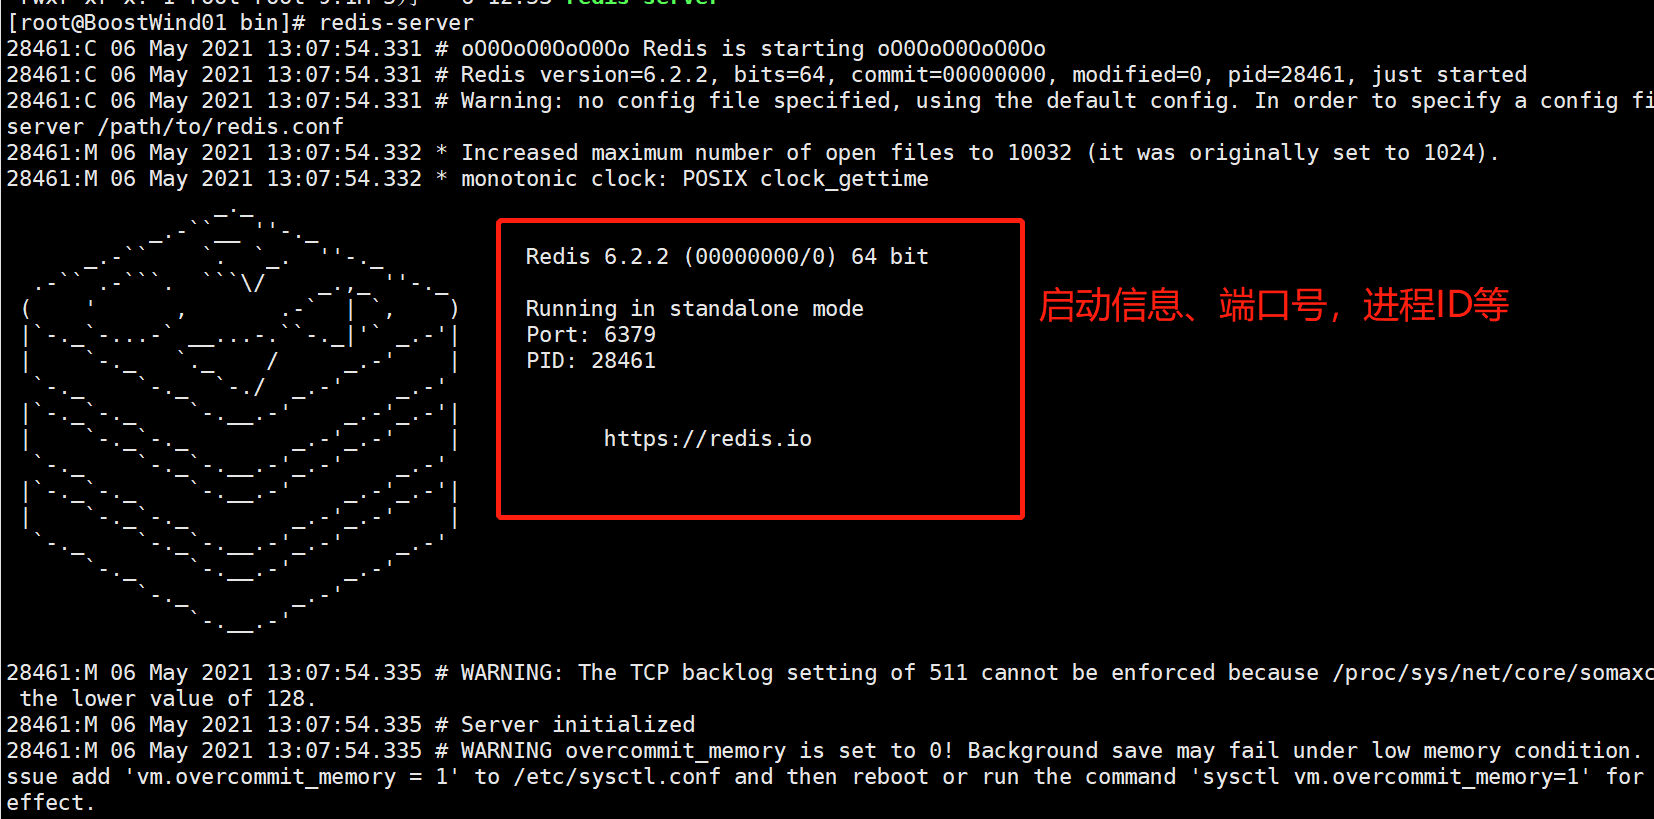 redis-server
[root@BoostWind01 bin]# redis-server
28461:C 06 May 2021 13:07:54.331 # oO0OoO0OoO0Oo Redis is starting oO0OoO0OoO0Oo
28461:C 06 May 2021 13:07:54.331 # Redis version=6.2.2, bits=64, commit=00000000, modified=0, pid=28461, just started
28461:C 06 May 2021 13:07:54.331 # Warning: no config file specified, using the default config. In order to specify a config fi
server /path/to/redis.conf
28461:M 06 May 2021 13:07:54.332 * Increased maximum number of open files to 10032 (it was originally set to 1024).
28461:M 06 May 2021 13:07:54.332 * monotonic clock: POSIX clock_gettime
Redis 6.2.2 (00000000/0) 64 bit
Running in standalone mode
Port: 6379
PID: 28461
https://redis.io
启动信息、端口号，进程ID等
28461:M 06 May 2021 13:07:54.335 # WARNING: The TCP backlog setting of 511 cannot be enforced because /proc/sys/net/core/somaxc
the lower value of 128.
28461:M 06 May 2021 13:07:54.335 # Server initialized
28461:M 06 May 2021 13:07:54.335 # WARNING overcommit_memory is set to 0! Background save may fail under low memory condition.
ssue add 'vm.overcommit_memory = 1' to /etc/sysctl.conf and then reboot or run the command 'sysctl vm.overcommit_memory=1' for
effect.